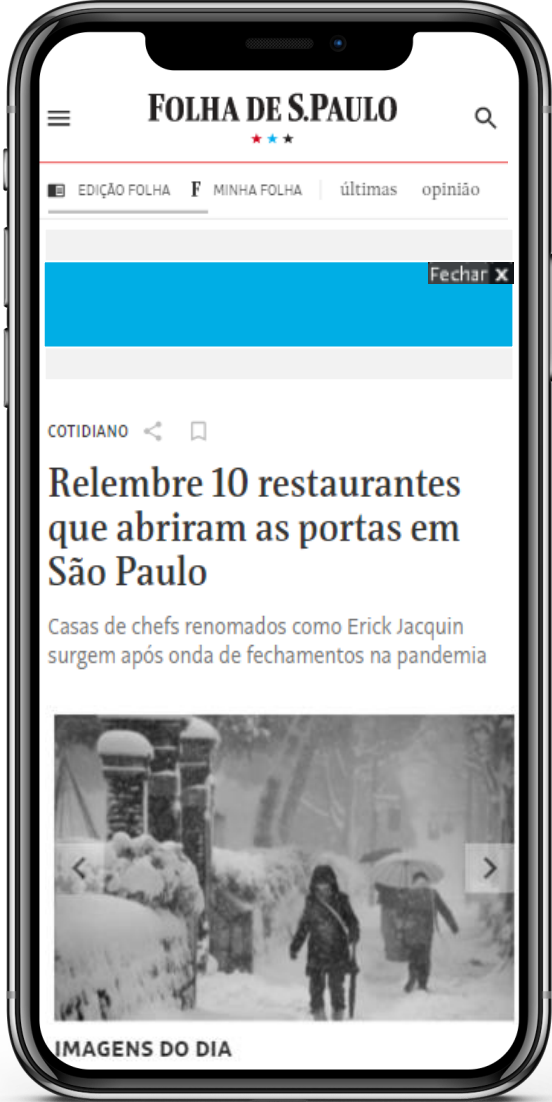 FOLHA DE S.PAULO
EDIÇÃO FOLHA F MINHA FOLHA últimas opinião
Fechar x
COTIDIANO
Relembre 10 restaurantes
que abriram as portas em
São Paulo
Casas de chefs renomados como Erick Jacquin
surgem após onda de fechamentos na pandemia
IMAGENS DO DIA